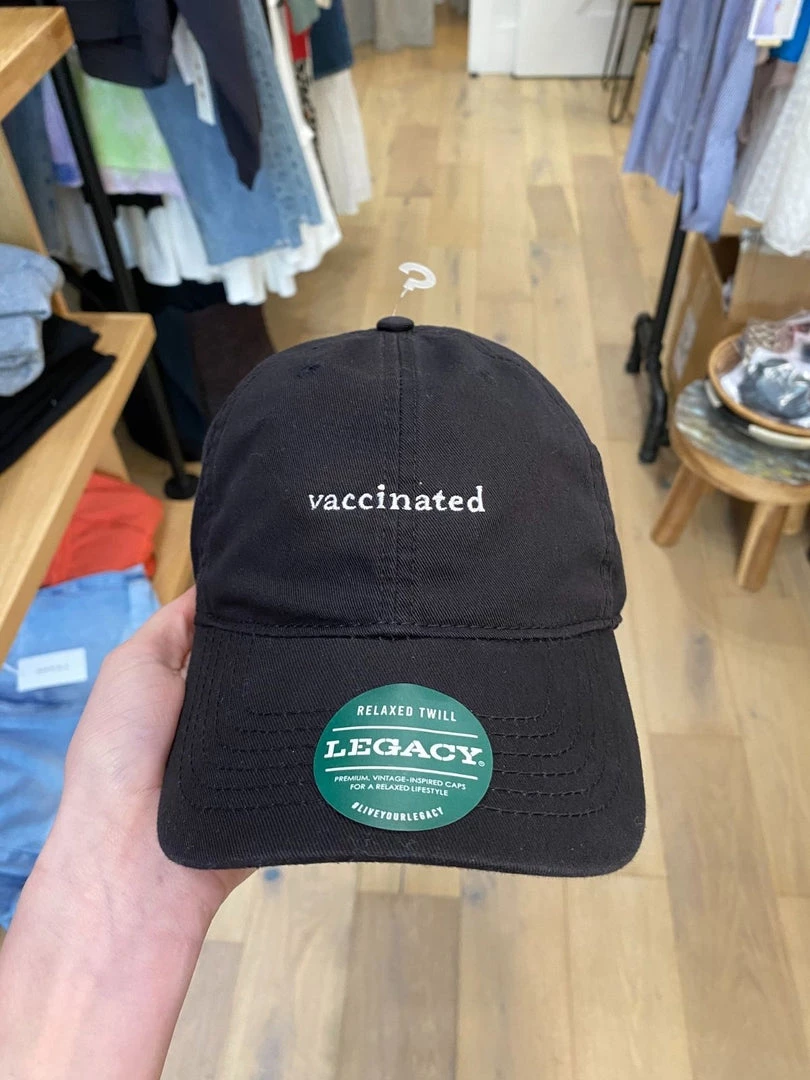 vaccinated
RELAXED TWILL
LEGACY®
PREMIUM, VINTAGE-INSPIRED CAPS
FOR A RELAXED LIFESTYLE
#LIVEYOURLEGACY